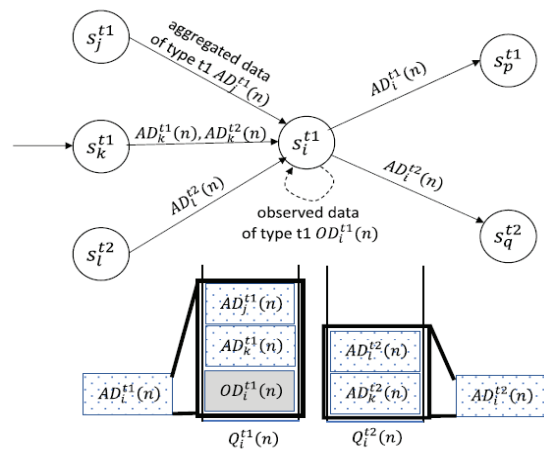 s_j^{t1}
aggregated data
of type t1 AD_j^{t1}(n)
s_k^{t1}
AD_k^{t1}(n), AD_k^{t2}(n)
s_l^{t2}
AD_i^{t2}(n)
s_i^{t1}
observed data
of type t1 OD_i^{t1}(n)
AD_i^{t1}(n)
s_p^{t1}
AD_i^{t2}(n)
s_q^{t2}
AD_j^{t1}(n)
AD_k^{t1}(n)
OD_i^{t1}(n)
AD_i^{t1}(n)
Q_i^{t1}(n)
AD_i^{t2}(n)
AD_k^{t2}(n)
AD_i^{t2}(n)
Q_i^{t2}(n)